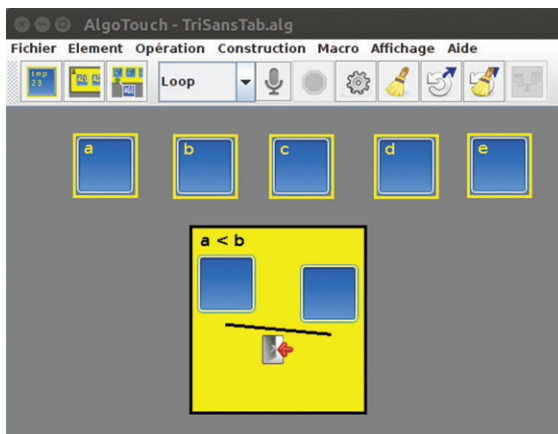 AlgoTouch - TriSansTab.alg
Fichier Element Opération Construction Macro Affichage Aide
tmp
23
Loop
a b c d e
a < b